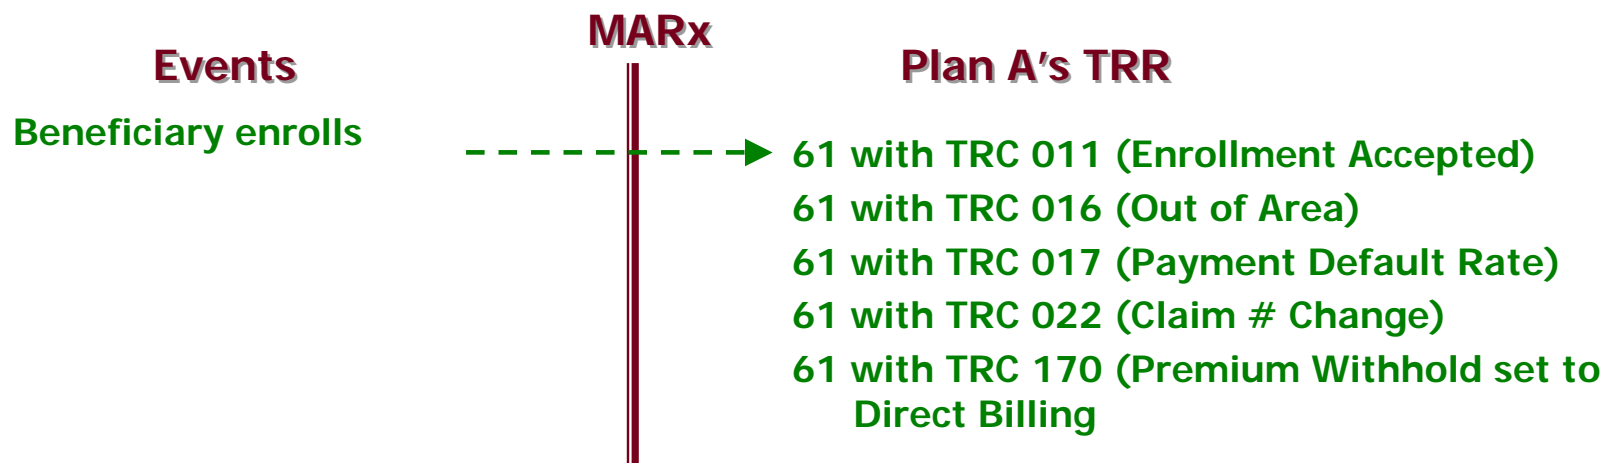 MARx
Events
Plan A's TRR
Beneficiary enrolls
61 with TRC 011 (Enrollment Accepted)
61 with TRC 016 (Out of Area)
61 with TRC 017 (Payment Default Rate)
61 with TRC 022 (Claim # Change)
61 with TRC 170 (Premium Withhold set to
Direct Billing